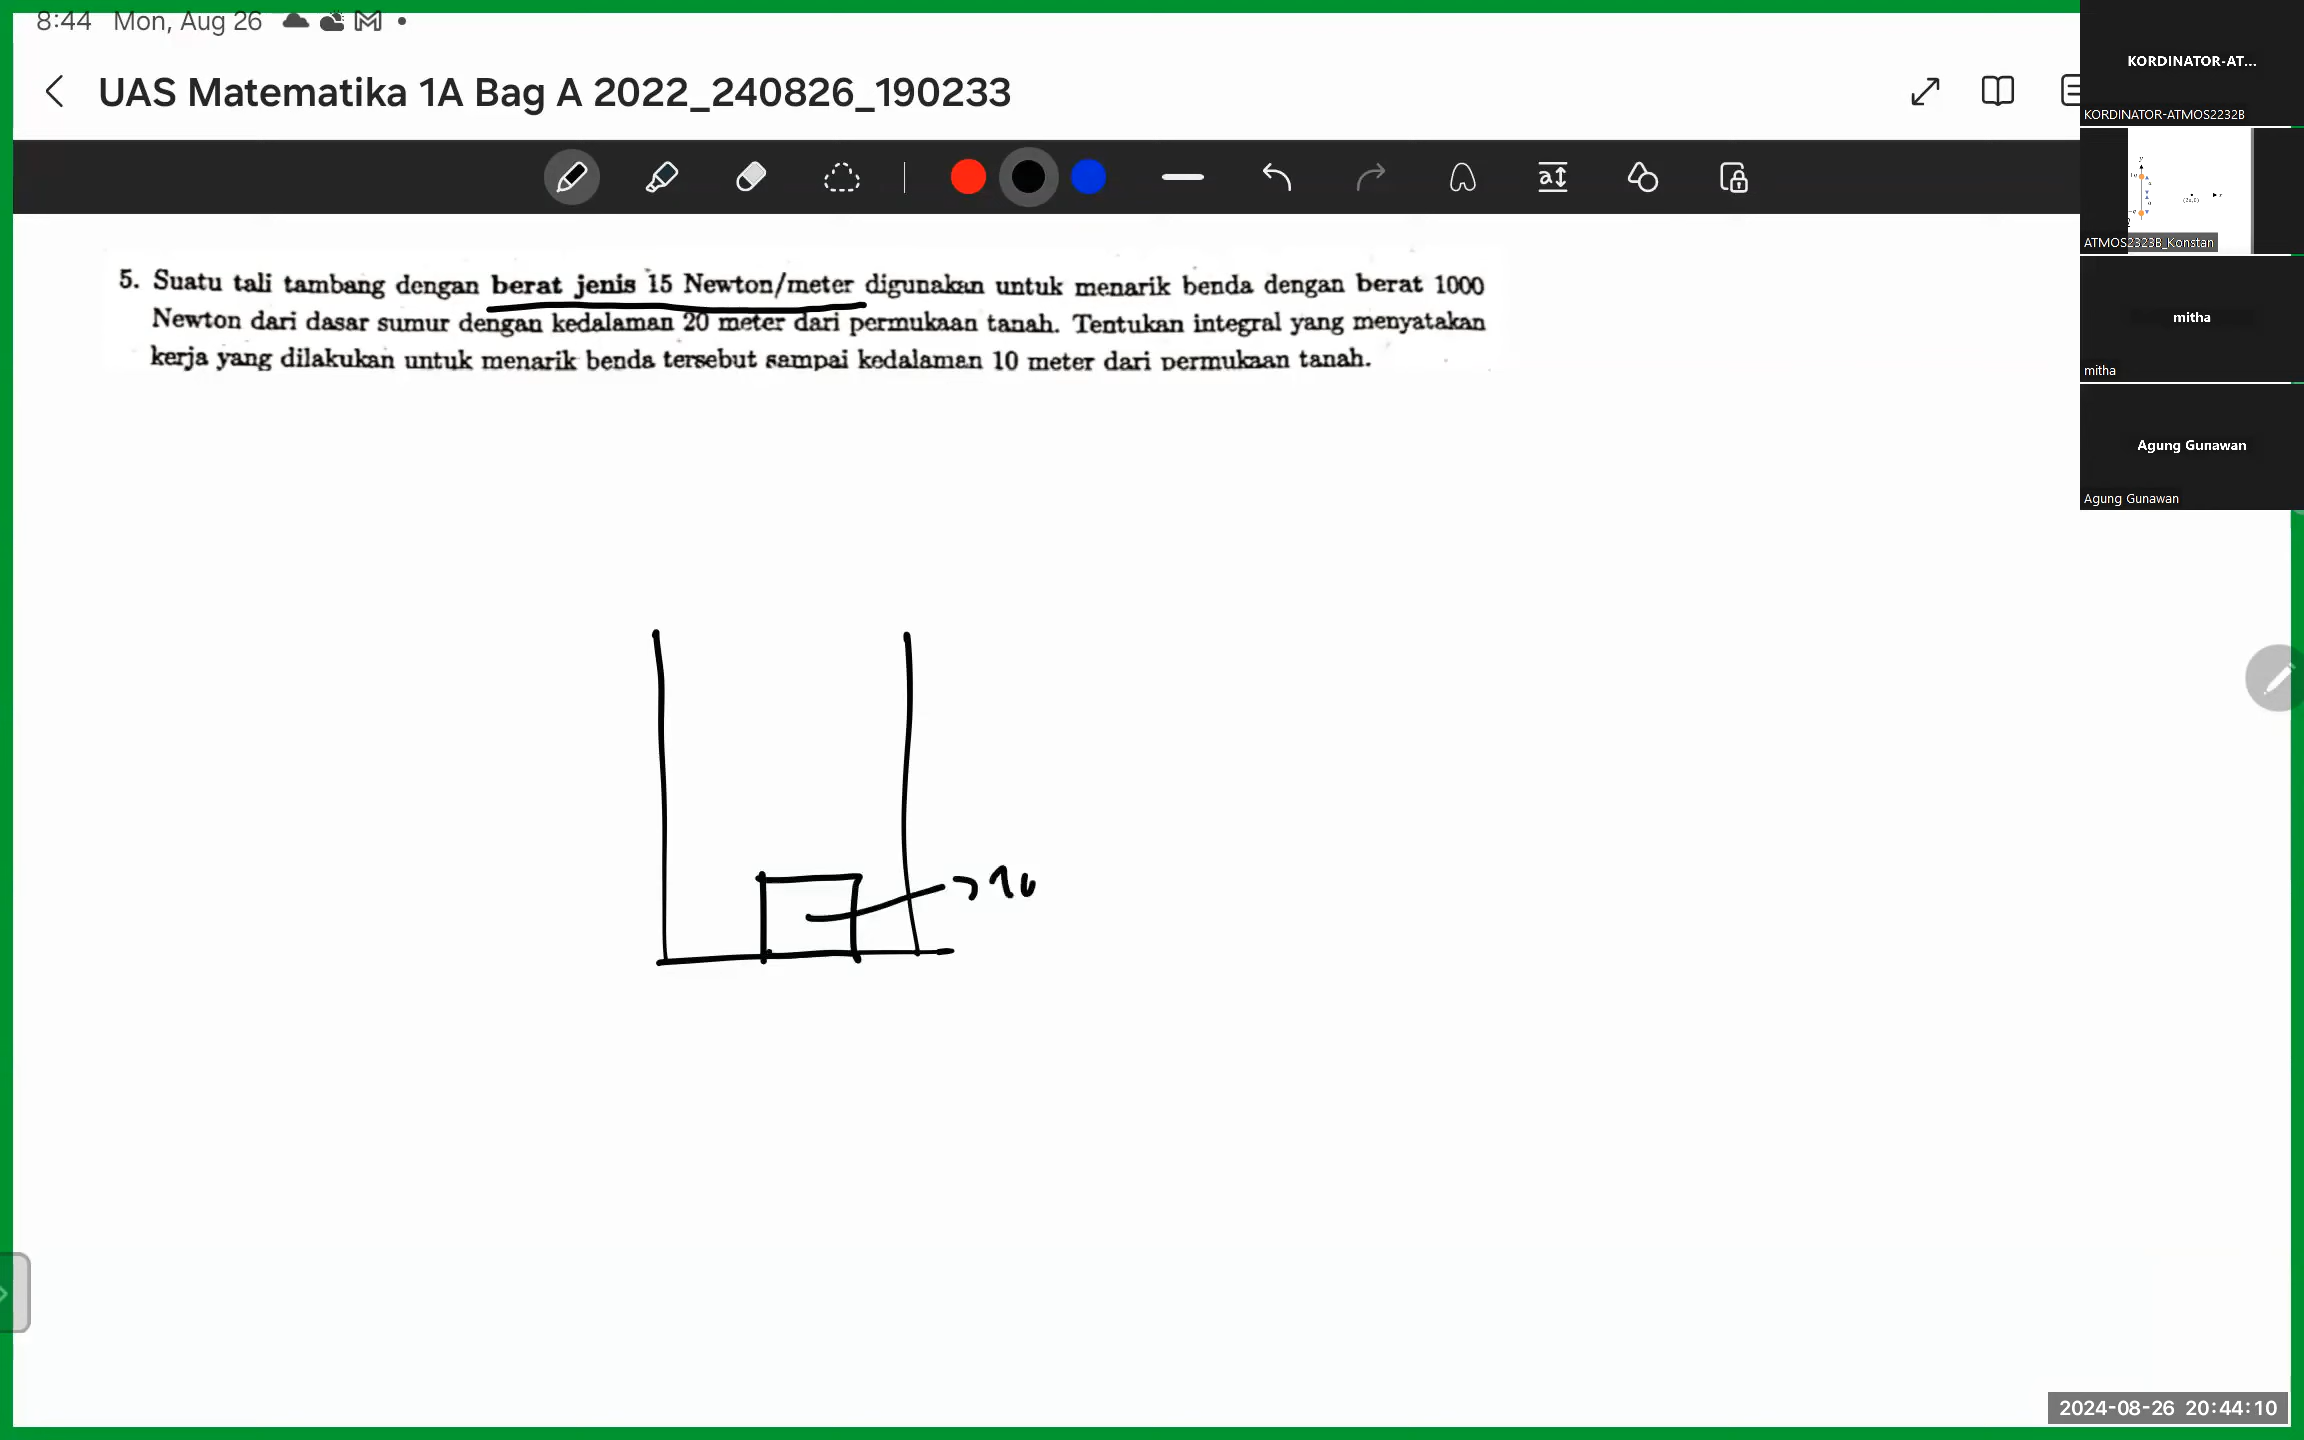 8:44 Mon, Aug 26
UAS Matematika 1A Bag A 2022_240826_190233
5. Suatu tali tambang dengan berat jenis 15 Newton/meter digunakan untuk menarik benda dengan berat 1000
Newton dari dasar sumur dengan kedalaman 20 meter dari permukaan tanah. Tentukan integral yang menyatakan
kerja yang dilakukan untuk menarik benda tersebut sampai kedalaman 10 meter dari permukaan tanah.
KORDINATOR-AT...
KORDINATOR-ATMOS2232B
ATMOS2323B_Konstan
mitha
mitha
Agung Gunawan
Agung Gunawan
2024-08-26 20:44:10